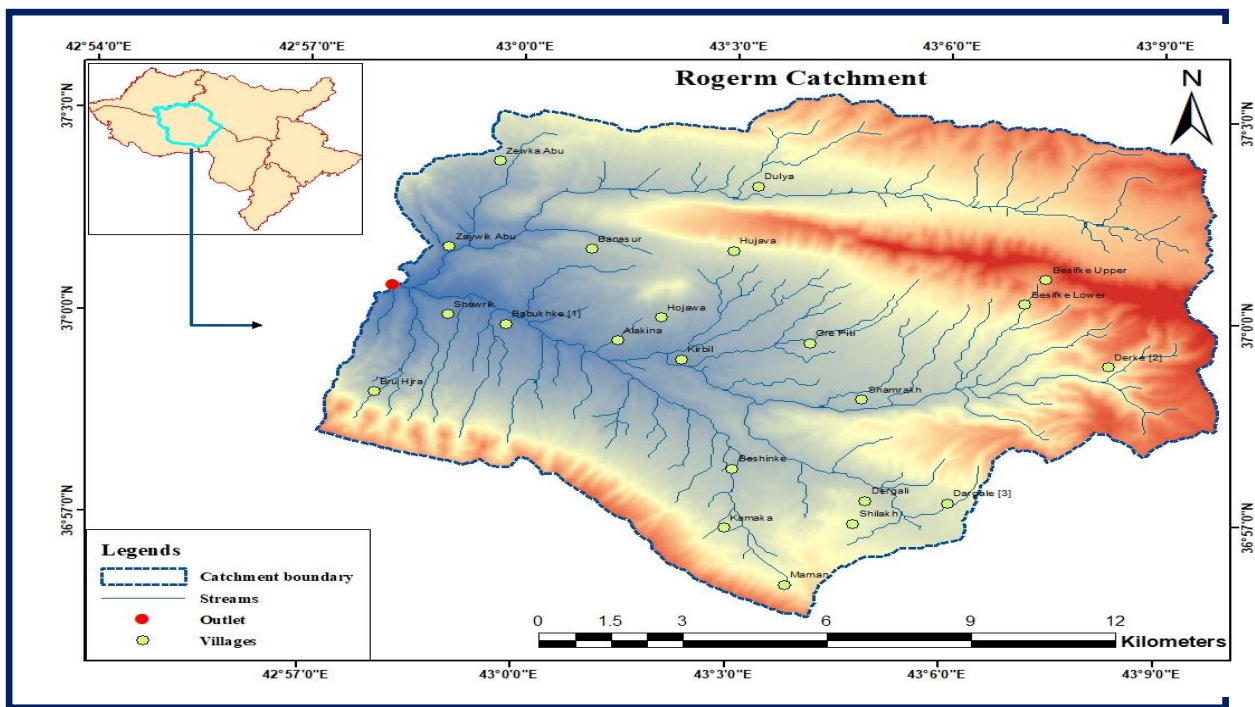 42°54'0"E 42°57'0"E 43°0'0"E 43°3'0"E 43°6'0"E 43°9'0"E
Rogerm Catchment
N
37°3'0"N
37°3'0"N
Zewka Abu
Dulya
Zaywik Abu
Banasur
Hujava
Besifke Upper
Besifke Lower
37°0'0"N
37°0'0"N
Shawrik
Babukhke [1]
Hojawa
Alakina
Gre Piti
Kirbil
Derke [2]
Bru Hjra
Shamrakh
Beshinke
36°57'0"N
36°57'0"N
Dergali
Dargale [3]
Shilakh
Kamaka
Maman
Legends
Catchment boundary
Streams
Outlet
Villages
0 1.5 3 6 9 12
Kilometers
42°57'0"E 43°0'0"E 43°3'0"E 43°6'0"E 43°9'0"E